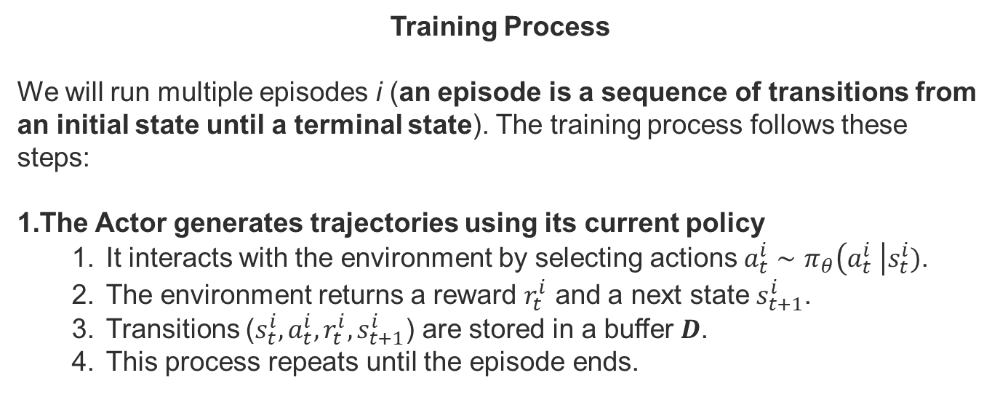 Training Process
We will run multiple episodes i (an episode is a sequence of transitions from
an initial state until a terminal state). The training process follows these
steps:
1.The Actor generates trajectories using its current policy
1. It interacts with the environment by selecting actions $a_t^i \sim \pi_\theta(a_t^i \mid s_t^i)$.
2. The environment returns a reward $r_t^i$ and a next state $s_{t+1}^i$.
3. Transitions $(s_t^i, a_t^i, r_t^i, s_{t+1}^i)$ are stored in a buffer $\boldsymbol{D}$.
4. This process repeats until the episode ends.